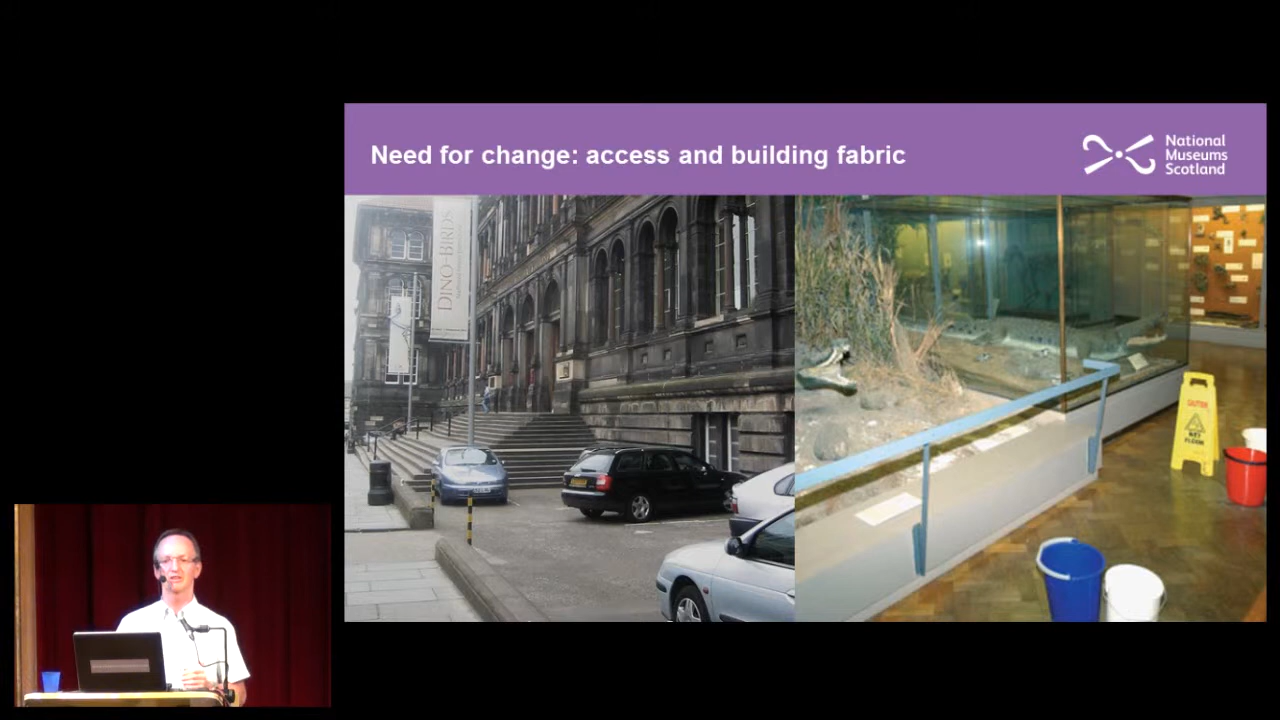 Need for change: access and building fabric
National
Museums
Scotland
DINO-BIRDS
CAUTION
WET
FLOOR